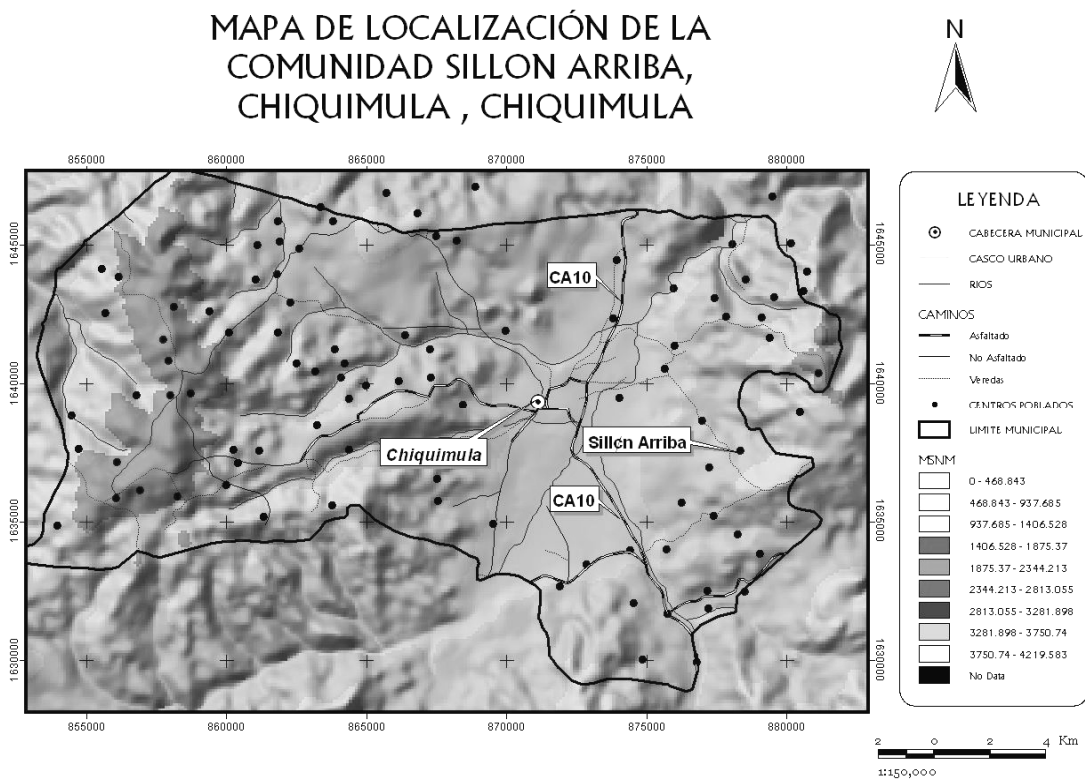 MAPA DE LOCALIZACIÓN DE LA
COMUNIDAD SILLON ARRIBA,
CHIQUIMULA , CHIQUIMULA
N
855000 860000 865000 870000 875000 880000
1645000
1640000
1635000
1630000
CA10
Chiquimula
Sillón Arriba
CA10
1645000
1640000
1635000
1630000
855000 860000 865000 870000 875000 880000
LEYENDA
CABECERA MUNICIPAL
CASCO URBANO
RIOS
CAMINOS
Asfaltado
No Asfaltado
Veredas
CENTROS POBLADOS
LIMITE MUNICIPAL
MSNM
0 - 468.843
468.843 - 937.685
937.685 - 1406.528
1406.528 - 1875.37
1875.37 - 2344.213
2344.213 - 2813.055
2813.055 - 3281.898
3281.898 - 3750.74
3750.74 - 4219.583
No Data
2 0 2 4 Km
1:150,000